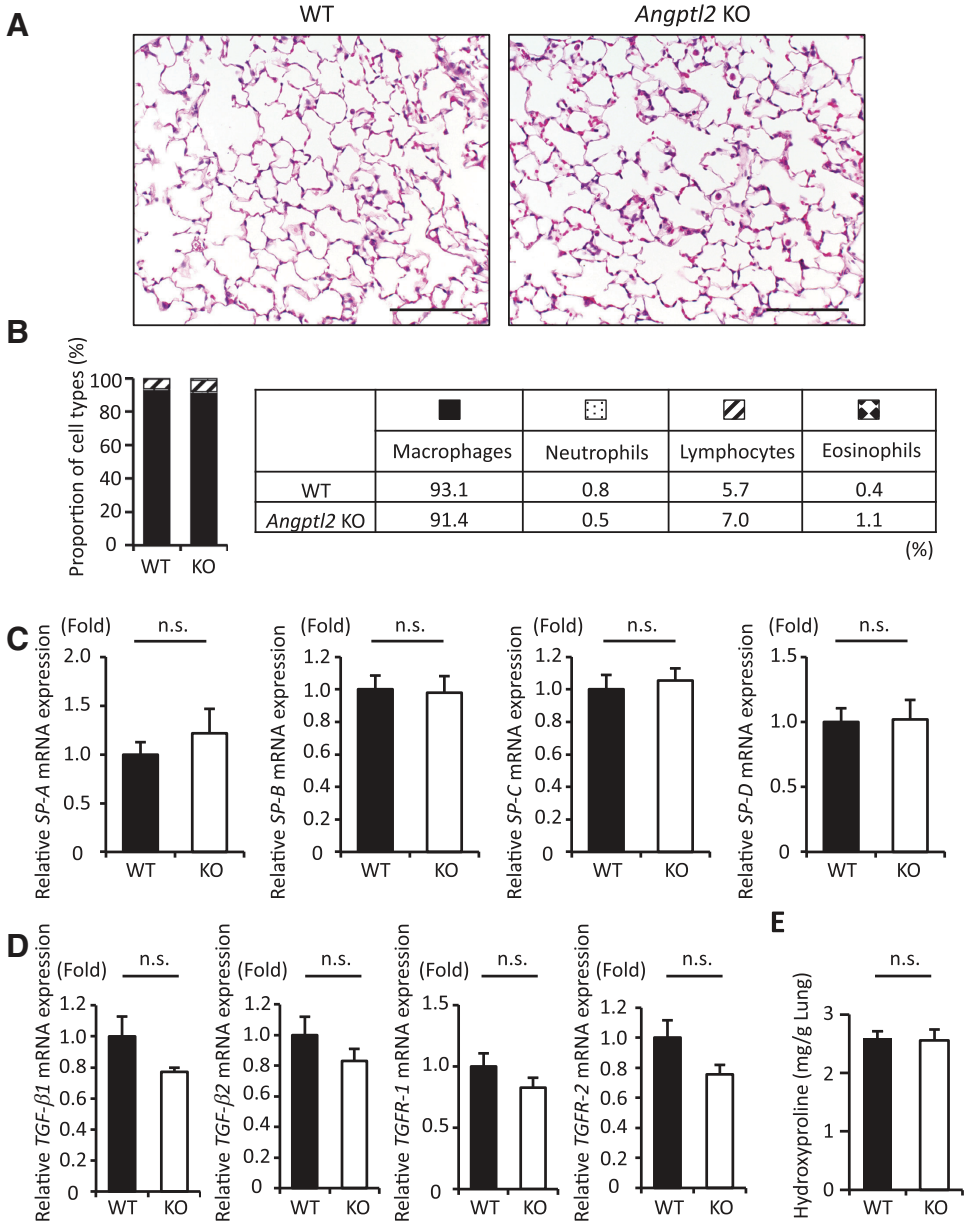 A
WT
Angptl2 KO
B
Proportion of cell types (%)
100
80
60
40
20
0
WT KO
Macrophages Neutrophils Lymphocytes Eosinophils
WT 93.1 0.8 5.7 0.4
Angptl2 KO 91.4 0.5 7.0 1.1
(%)
C
(Fold) n.s.
Relative SP-A mRNA expression
2.0
1.5
1.0
0.5
0
WT KO
(Fold) n.s.
Relative SP-B mRNA expression
1.2
1.0
0.8
0.6
0.4
0.2
0
WT KO
(Fold) n.s.
Relative SP-C mRNA expression
1.2
1.0
0.8
0.6
0.4
0.2
0
WT KO
(Fold) n.s.
Relative SP-D mRNA expression
1.5
1.0
0.5
0
WT KO
D
(Fold) n.s.
Relative TGF-β1 mRNA expression
1.2
1.0
0.8
0.6
0.4
0.2
0
WT KO
(Fold) n.s.
Relative TGF-β2 mRNA expression
1.2
1.0
0.8
0.6
0.4
0.2
0
WT KO
(Fold) n.s.
Relative TGFR-1 mRNA expression
1.5
1.0
0.5
0
WT KO
(Fold) n.s.
Relative TGFR-2 mRNA expression
1.2
1.0
0.8
0.6
0.4
0.2
0
WT KO
E
n.s.
Hydroxyproline (mg/g Lung)
3
2
1
0
WT KO